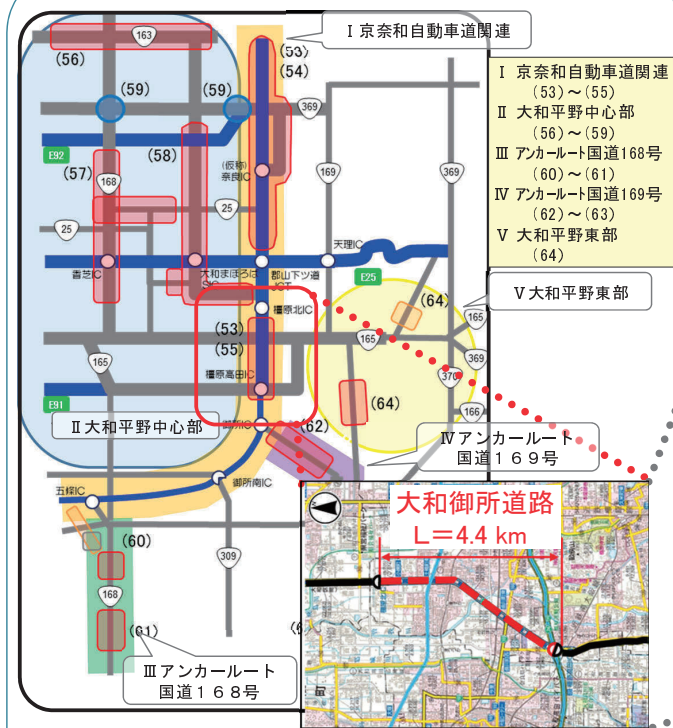 Ⅰ 京奈和自動車道関連
163
(56)
(53)
(54)
(59)
(59)
369
E92
(58)
(仮称)
奈良IC
169
369
(57)
168
25
25
天理IC
香芝IC
大和まほろば
SIC
郡山下ツ道
JCT
E25
橿原北IC
(64)
Ⅴ大和平野東部
165
(53)
(55)
165
165
369
橿原高田IC
370
E91
(64)
166
Ⅱ大和平野中心部
御所IC
(62)
Ⅳアンカールート
国道169号
五條IC
御所南IC
(60)
309
168
(61)
Ⅲアンカールート
国道168号
Ⅰ 京奈和自動車道関連
(53)～(55)
Ⅱ 大和平野中心部
(56)～(59)
Ⅲ アンカールート国道168号
(60)～(61)
Ⅳ アンカールート国道169号
(62)～(63)
Ⅴ 大和平野東部
(64)
大和御所道路
L＝4.4 km
町